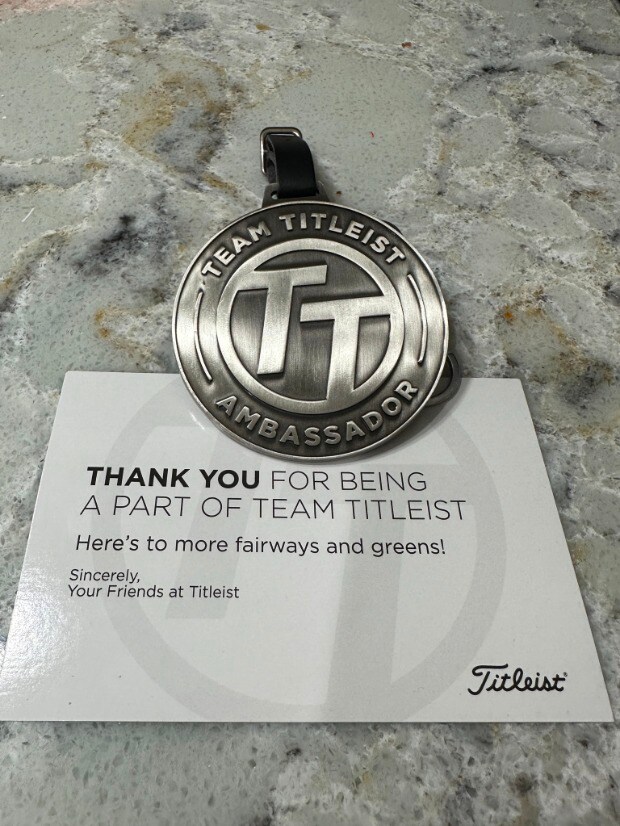 TEAM TITLEIST
TT
AMBASSADOR
THANK YOU FOR BEING
A PART OF TEAM TITLEIST
Here's to more fairways and greens!
Sincerely,
Your Friends at Titleist
Titleist®